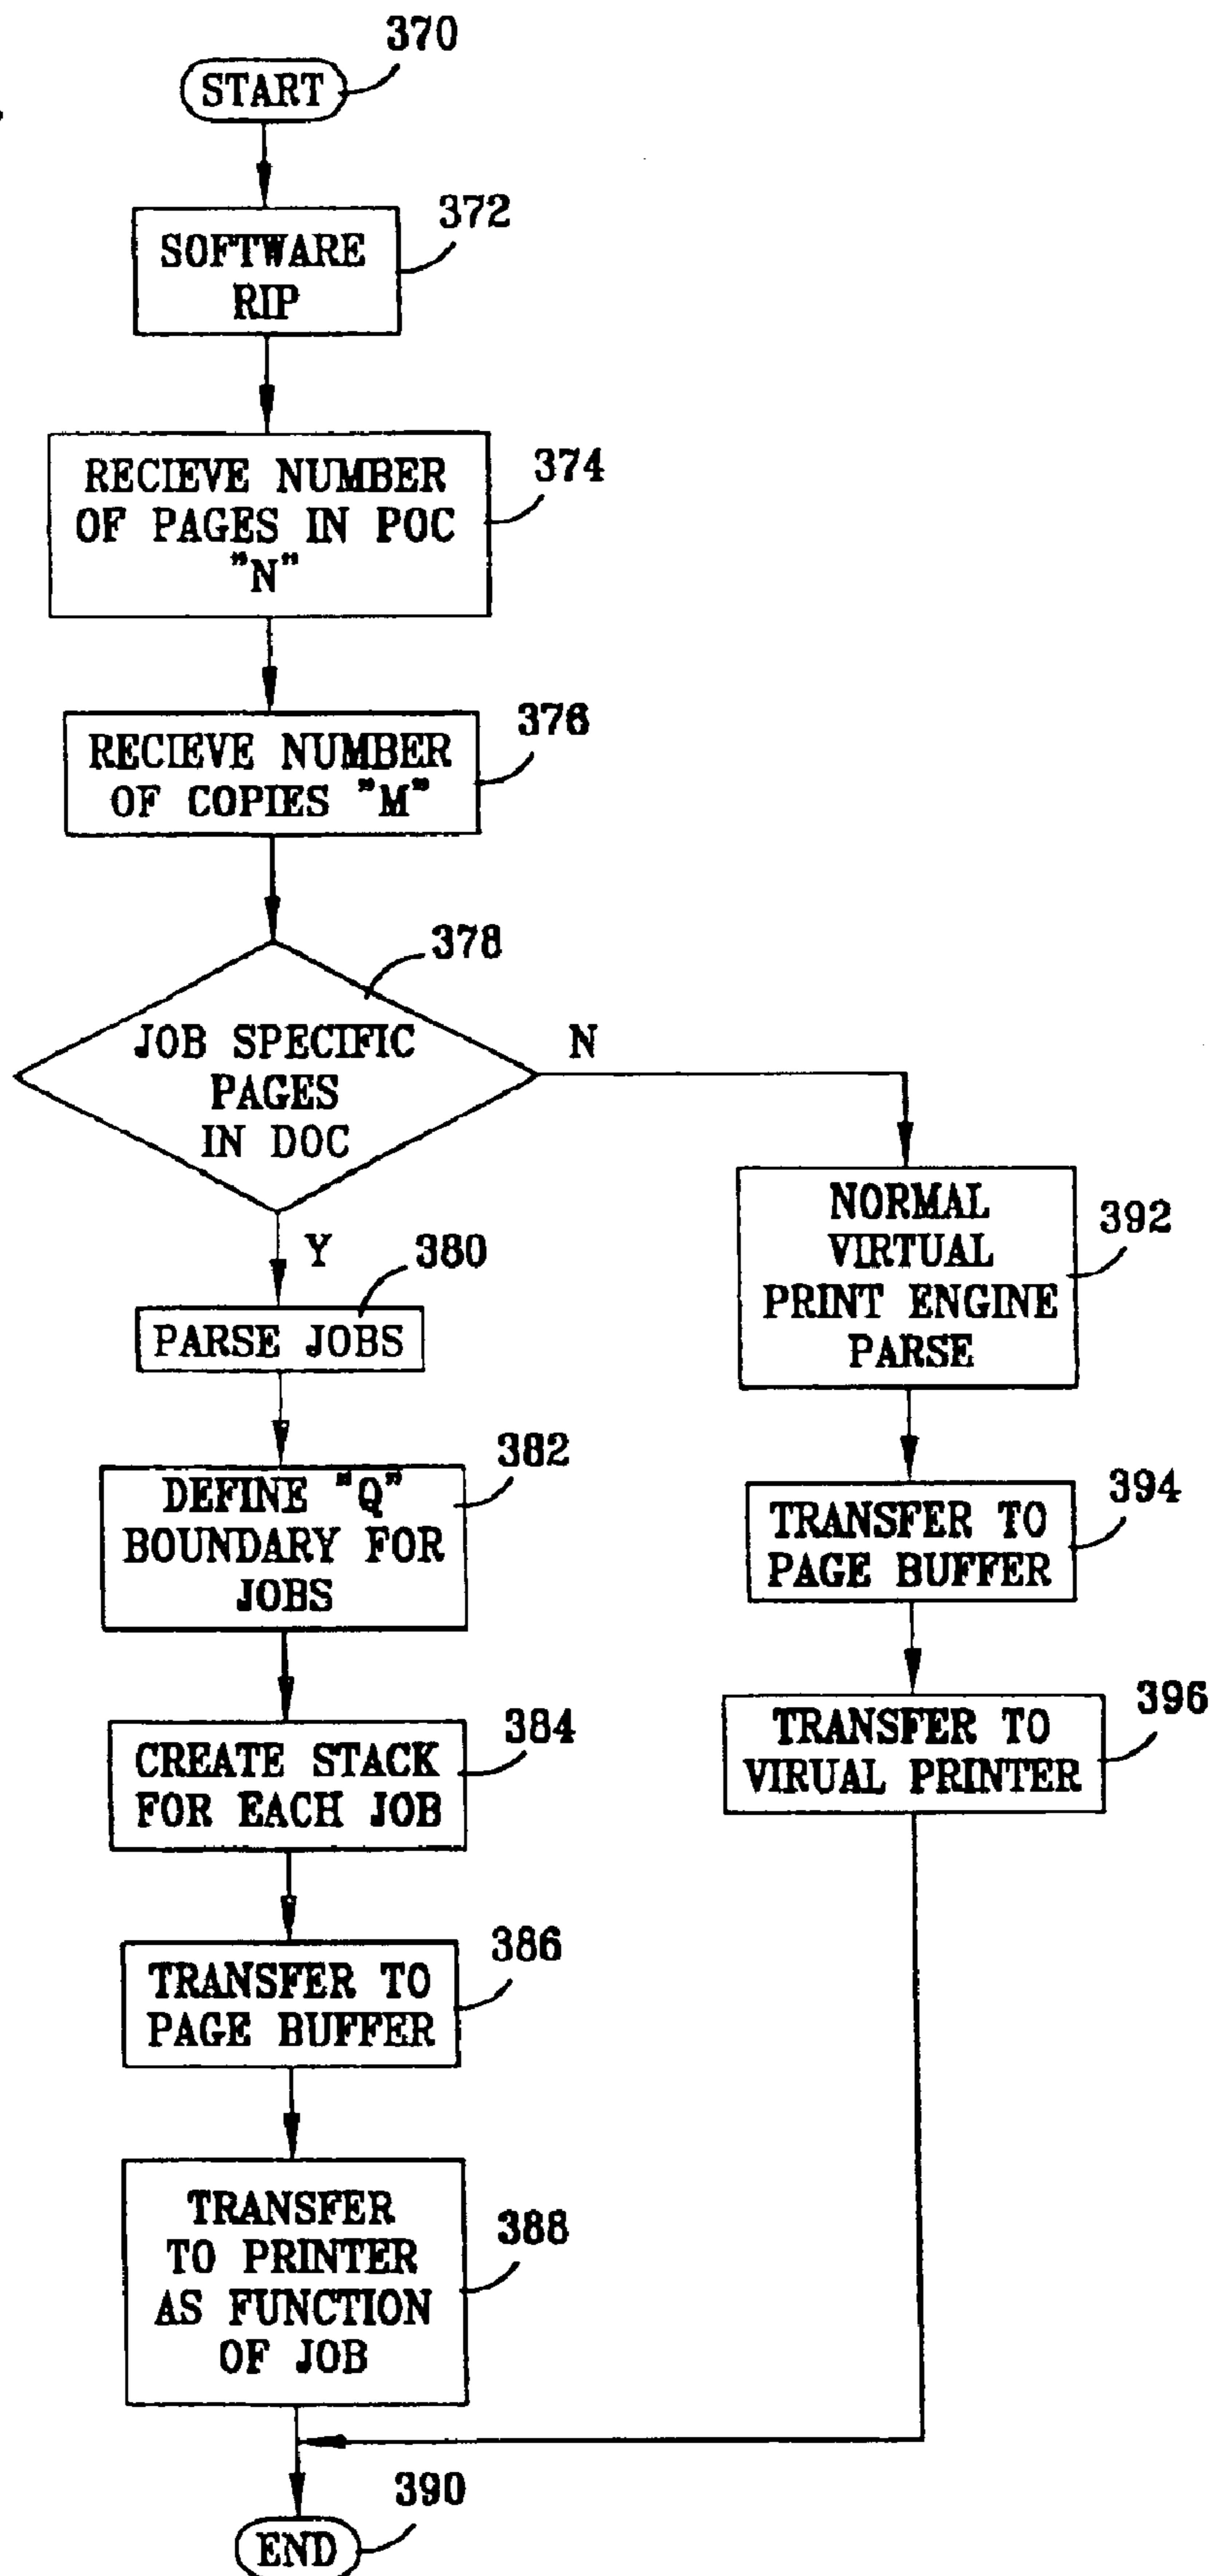 370
START
372
SOFTWARE
RIP
374
RECIEVE NUMBER
OF PAGES IN POC
"N"
376
RECIEVE NUMBER
OF COPIES "M"
378
JOB SPECIFIC
PAGES
IN DOC
N
Y
380
PARSE JOBS
382
DEFINE "Q"
BOUNDARY FOR
JOBS
384
CREATE STACK
FOR EACH JOB
386
TRANSFER TO
PAGE BUFFER
388
TRANSFER
TO PRINTER
AS FUNCTION
OF JOB
392
NORMAL
VIRTUAL
PRINT ENGINE
PARSE
394
TRANSFER TO
PAGE BUFFER
396
TRANSFER TO
VIRUAL PRINTER
390
END